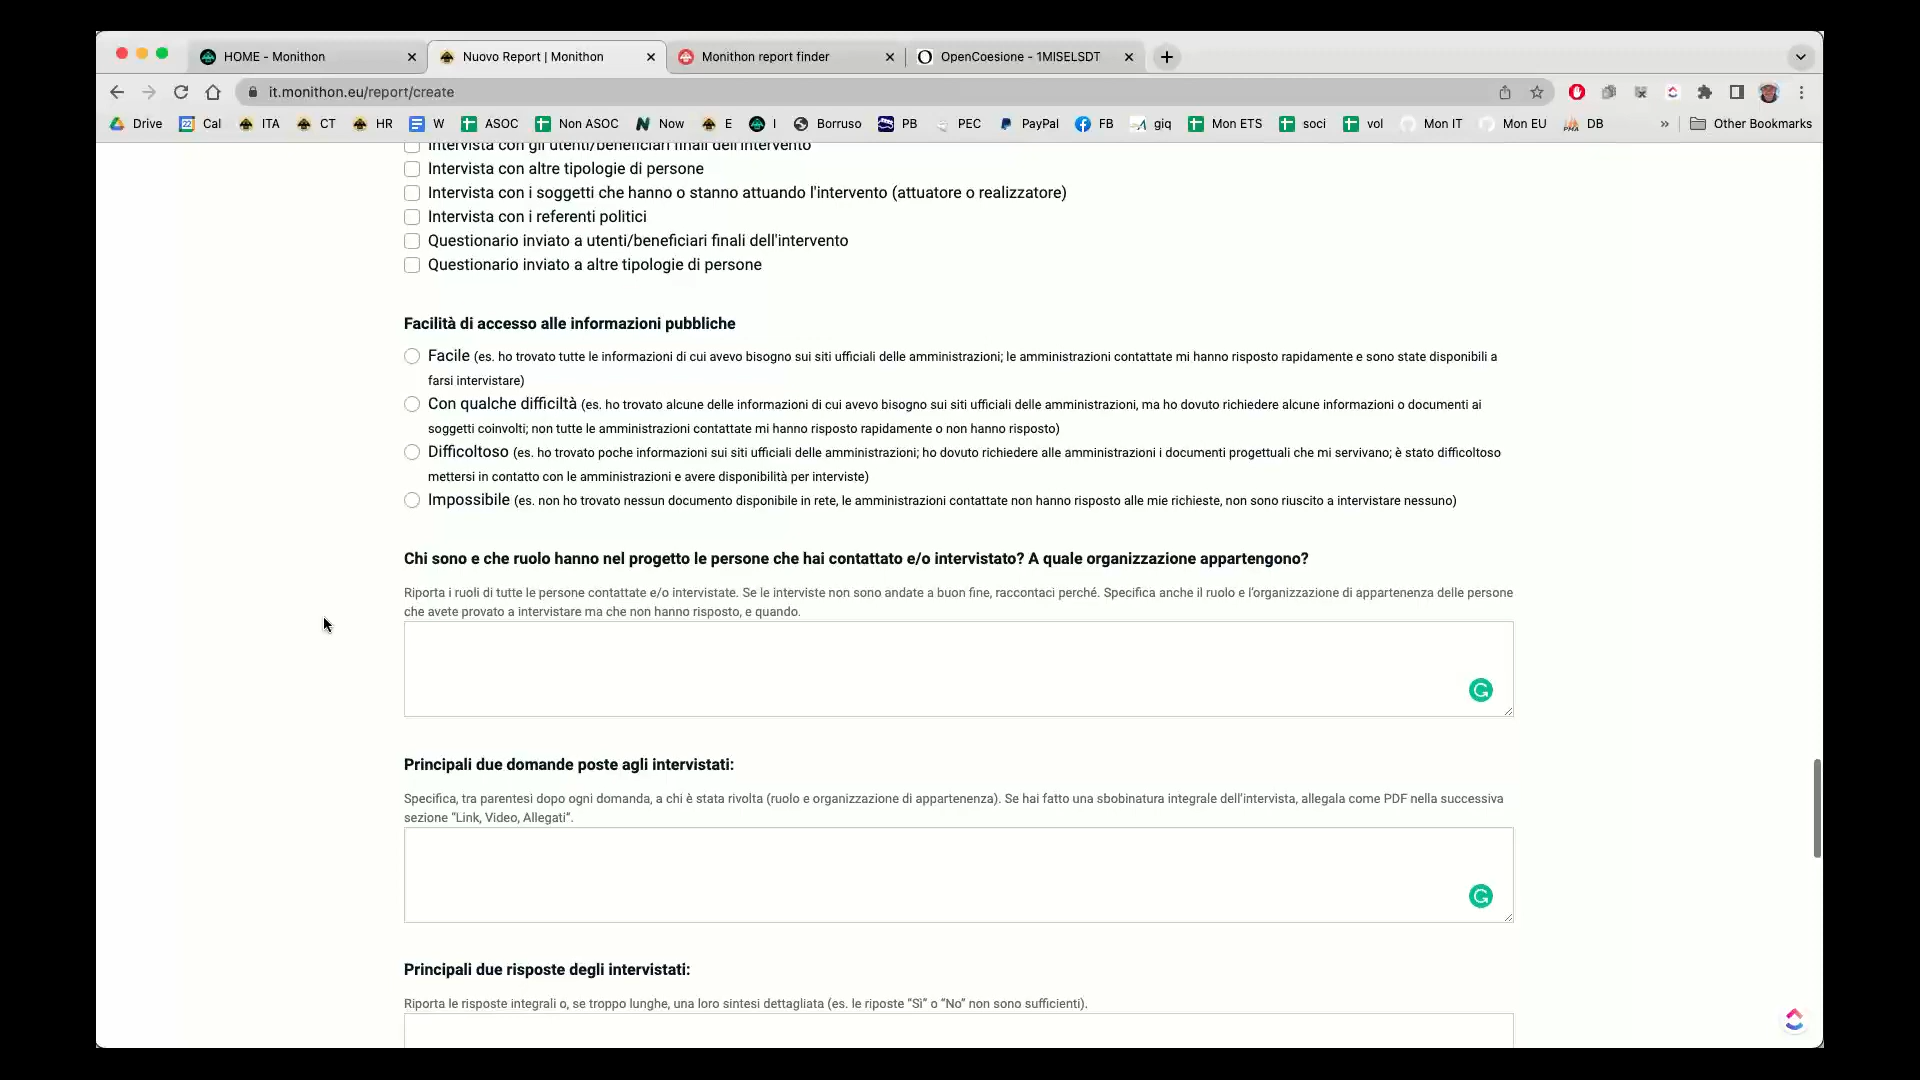 HOME - Monithon
Nuovo Report | Monithon
Monithon report finder
OpenCoesione - 1MISELSDT
it.monithon.eu/report/create
Drive
Cal
ITA
CT
HR
W
ASOC
Non ASOC
Now
E
I
Borruso
PB
PEC
PayPal
FB
giq
Mon ETS
soci
vol
Mon IT
Mon EU
DB
»
Other Bookmarks
Intervista con gli utenti/beneficiari finali dell'intervento
Intervista con altre tipologie di persone
Intervista con i soggetti che hanno o stanno attuando l'intervento (attuatore o realizzatore)
Intervista con i referenti politici
Questionario inviato a utenti/beneficiari finali dell'intervento
Questionario inviato a altre tipologie di persone
Facilità di accesso alle informazioni pubbliche
Facile (es. ho trovato tutte le informazioni di cui avevo bisogno sui siti ufficiali delle amministrazioni; le amministrazioni contattate mi hanno risposto rapidamente e sono state disponibili a
farsi intervistare)
Con qualche difficiltà (es. ho trovato alcune delle informazioni di cui avevo bisogno sui siti ufficiali delle amministrazioni, ma ho dovuto richiedere alcune informazioni o documenti ai
soggetti coinvolti; non tutte le amministrazioni contattate mi hanno risposto rapidamente o non hanno risposto)
Difficoltoso (es. ho trovato poche informazioni sui siti ufficiali delle amministrazioni; ho dovuto richiedere alle amministrazioni i documenti progettuali che mi servivano; è stato difficoltoso
mettersi in contatto con le amministrazioni e avere disponibilità per interviste)
Impossibile (es. non ho trovato nessun documento disponibile in rete, le amministrazioni contattate non hanno risposto alle mie richieste, non sono riuscito a intervistare nessuno)
Chi sono e che ruolo hanno nel progetto le persone che hai contattato e/o intervistato? A quale organizzazione appartengono?
Riporta i ruoli di tutte le persone contattate e/o intervistate. Se le interviste non sono andate a buon fine, raccontaci perché. Specifica anche il ruolo e l'organizzazione di appartenenza delle persone
che avete provato a intervistare ma che non hanno risposto, e quando.
Principali due domande poste agli intervistati:
Specifica, tra parentesi dopo ogni domanda, a chi è stata rivolta (ruolo e organizzazione di appartenenza). Se hai fatto una sbobinatura integrale dell'intervista, allegala come PDF nella successiva
sezione "Link, Video, Allegati".
Principali due risposte degli intervistati:
Riporta le risposte integrali o, se troppo lunghe, una loro sintesi dettagliata (es. le riposte "Sì" o "No" non sono sufficienti).